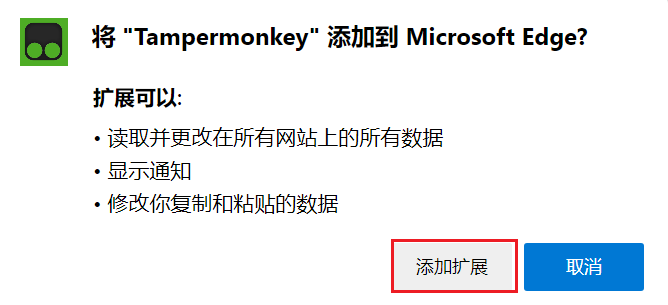 将 "Tampermonkey" 添加到 Microsoft Edge?
扩展可以:
• 读取并更改在所有网站上的所有数据
• 显示通知
• 修改你复制和粘贴的数据
添加扩展 取消